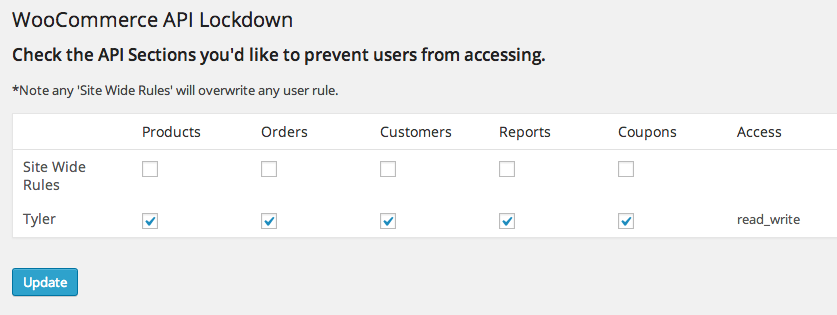 WooCommerce API Lockdown
Check the API Sections you'd like to prevent users from accessing.
*Note any 'Site Wide Rules' will overwrite any user rule.
Products Orders Customers Reports Coupons Access
Site Wide
Rules
Tyler read_write
Update